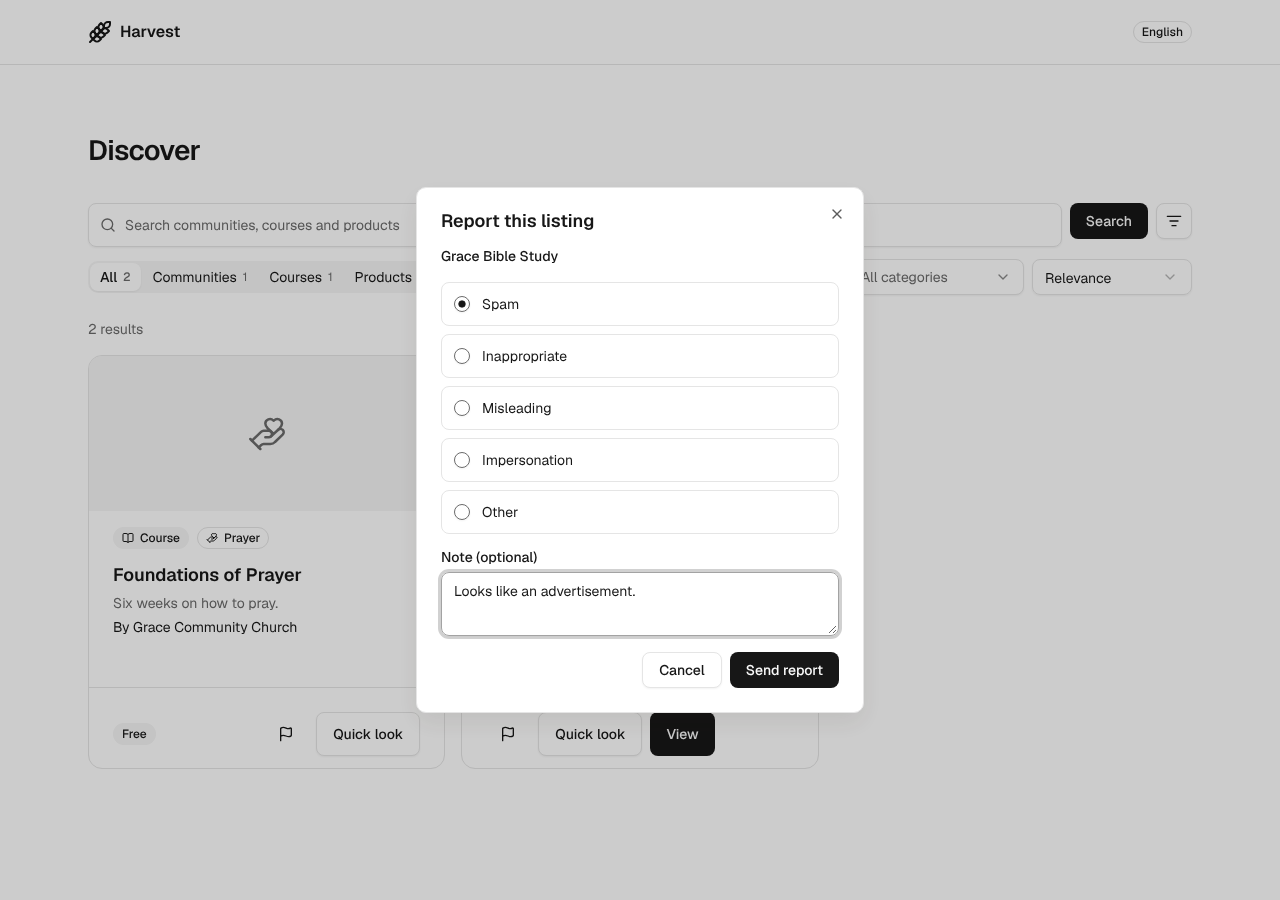 Harvest
English
Discover
Search communities, courses and products
Search
All 2
Communities 1
Courses 1
Products
All categories
Relevance
2 results
Course
Prayer
Foundations of Prayer
Six weeks on how to pray.
By Grace Community Church
Free
Quick look
Quick look
View
Report this listing
Grace Bible Study
Spam
Inappropriate
Misleading
Impersonation
Other
Note (optional)
Looks like an advertisement.
Cancel
Send report